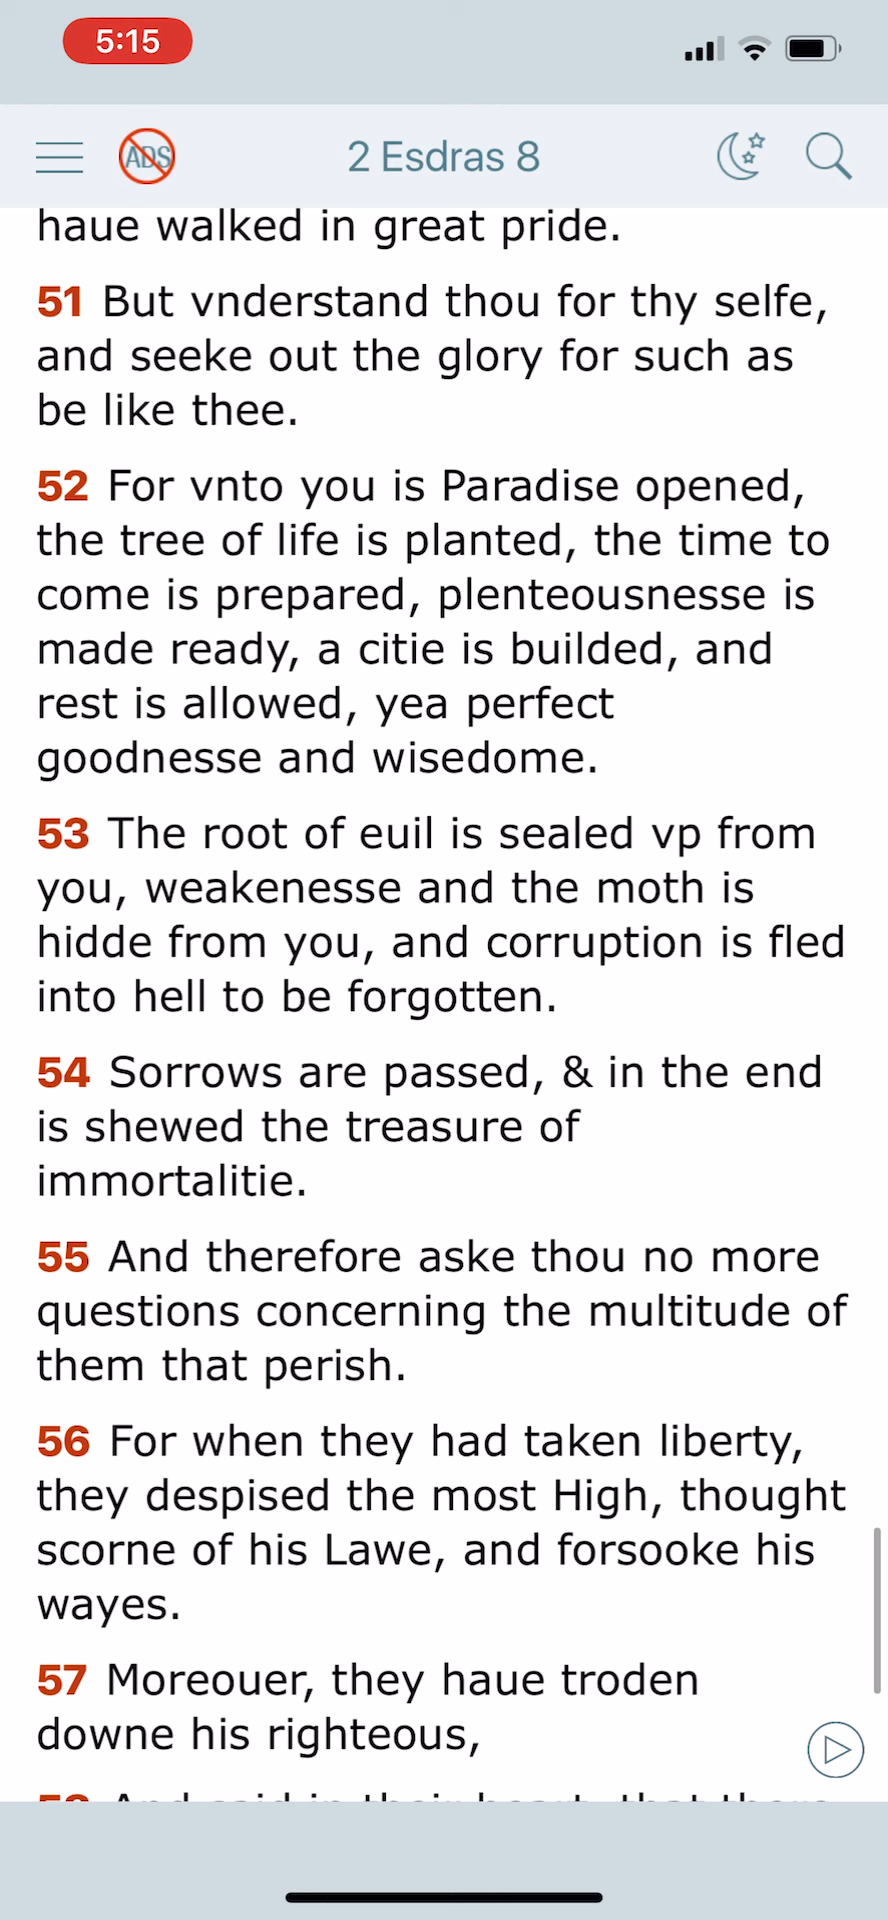 5:15
ADS
2 Esdras 8
haue walked in great pride.
51 But vnderstand thou for thy selfe,
and seeke out the glory for such as
be like thee.
52 For vnto you is Paradise opened,
the tree of life is planted, the time to
come is prepared, plenteousnesse is
made ready, a citie is builded, and
rest is allowed, yea perfect
goodnesse and wisedome.
53 The root of euil is sealed vp from
you, weakenesse and the moth is
hidde from you, and corruption is fled
into hell to be forgotten.
54 Sorrows are passed, & in the end
is shewed the treasure of
immortalitie.
55 And therefore aske thou no more
questions concerning the multitude of
them that perish.
56 For when they had taken liberty,
they despised the most High, thought
scorne of his Lawe, and forsooke his
wayes.
57 Moreouer, they haue troden
downe his righteous,
And said in their heart, that there